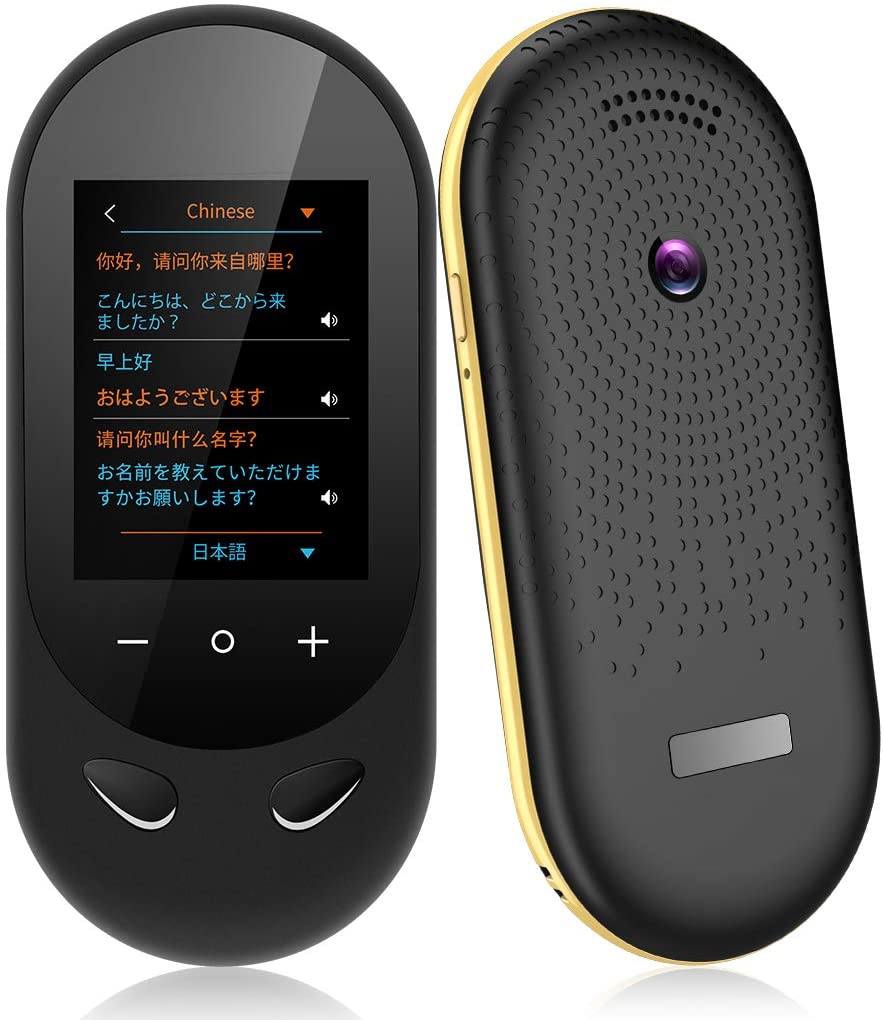 Chinese
你好，请问你来自哪里？
こんにちは、どこから来
ましたか？
早上好
おはようございます
请问你叫什么名字？
お名前を教えていただけま
すかお願いします？
日本語